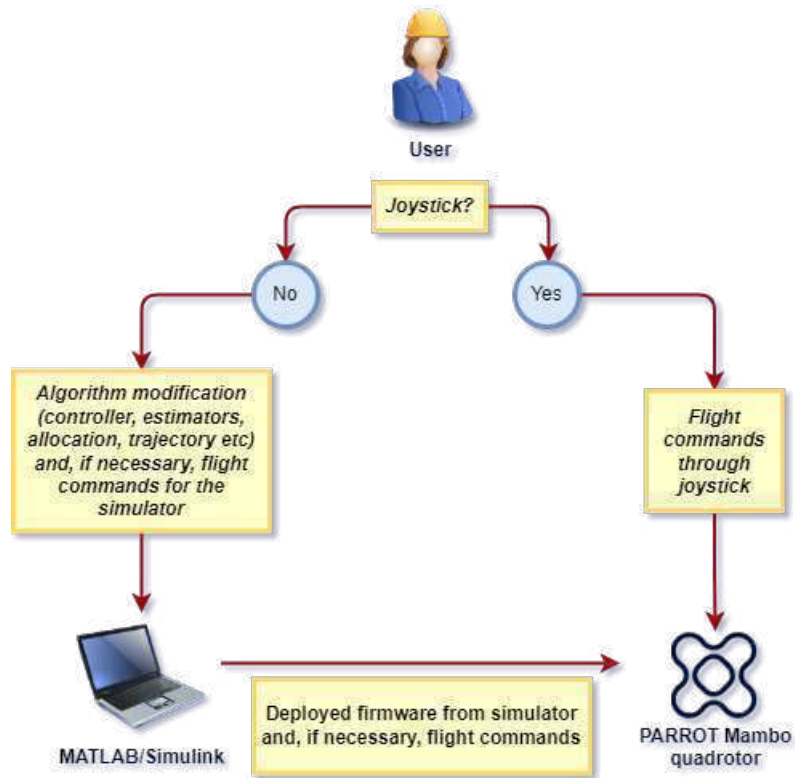 User
Joystick?
No
Yes
Algorithm modification
(controller, estimators,
allocation, trajectory etc)
and, if necessary, flight
commands for the
simulator
Flight
commands
through
joystick
MATLAB/Simulink
Deployed firmware from simulator
and, if necessary, flight commands
PARROT Mambo
quadrotor